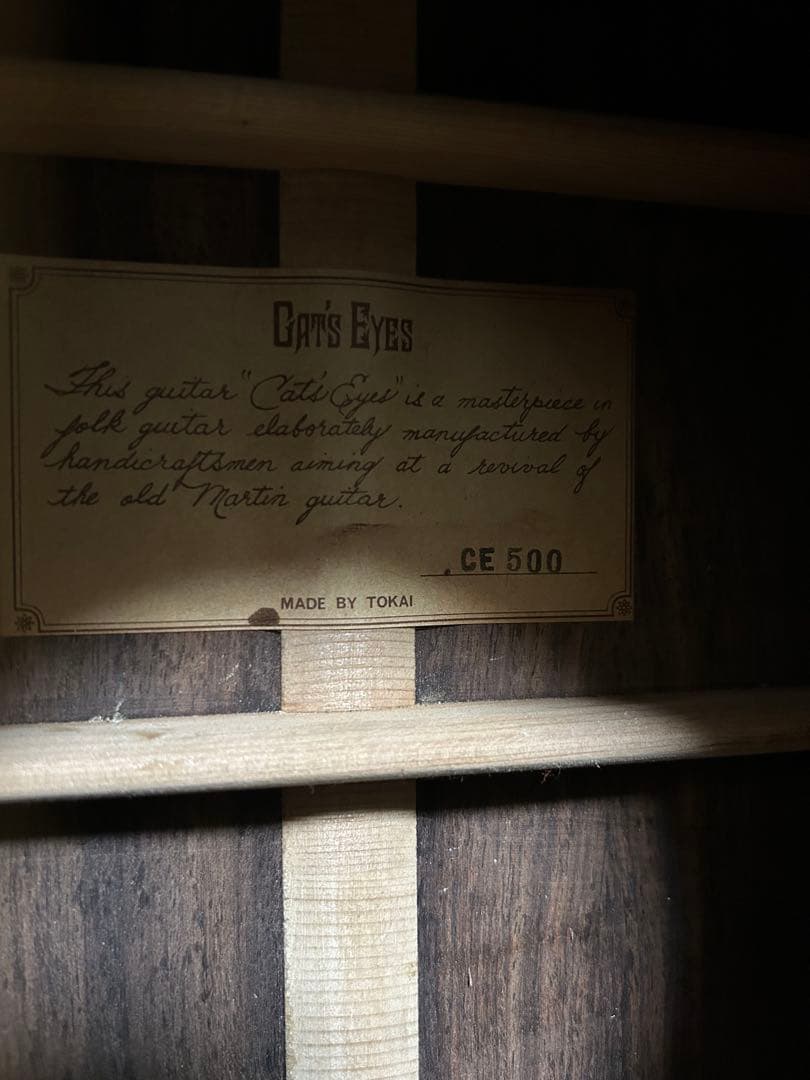 CAT'S EYES
This guitar "Cat's Eyes" is a masterpiece in
folk guitar elaborately manufactured by
handicraftsmen aiming at a revival of
the old Martin guitar.
CE 500
MADE BY TOKAI